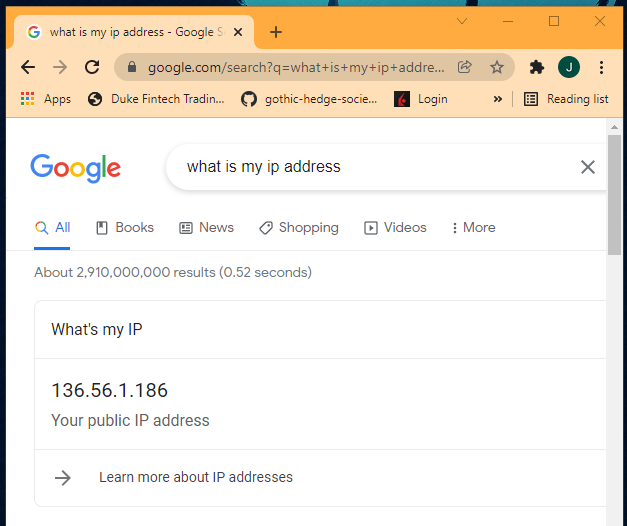 what is my ip address - Google S
google.com/search?q=what+is+my+ip+addre...
J
Apps
Duke Fintech Tradin...
gothic-hedge-socie...
Login
»
Reading list
Google
what is my ip address
All
Books
News
Shopping
Videos
More
About 2,910,000,000 results (0.52 seconds)
What's my IP
136.56.1.186
Your public IP address
Learn more about IP addresses